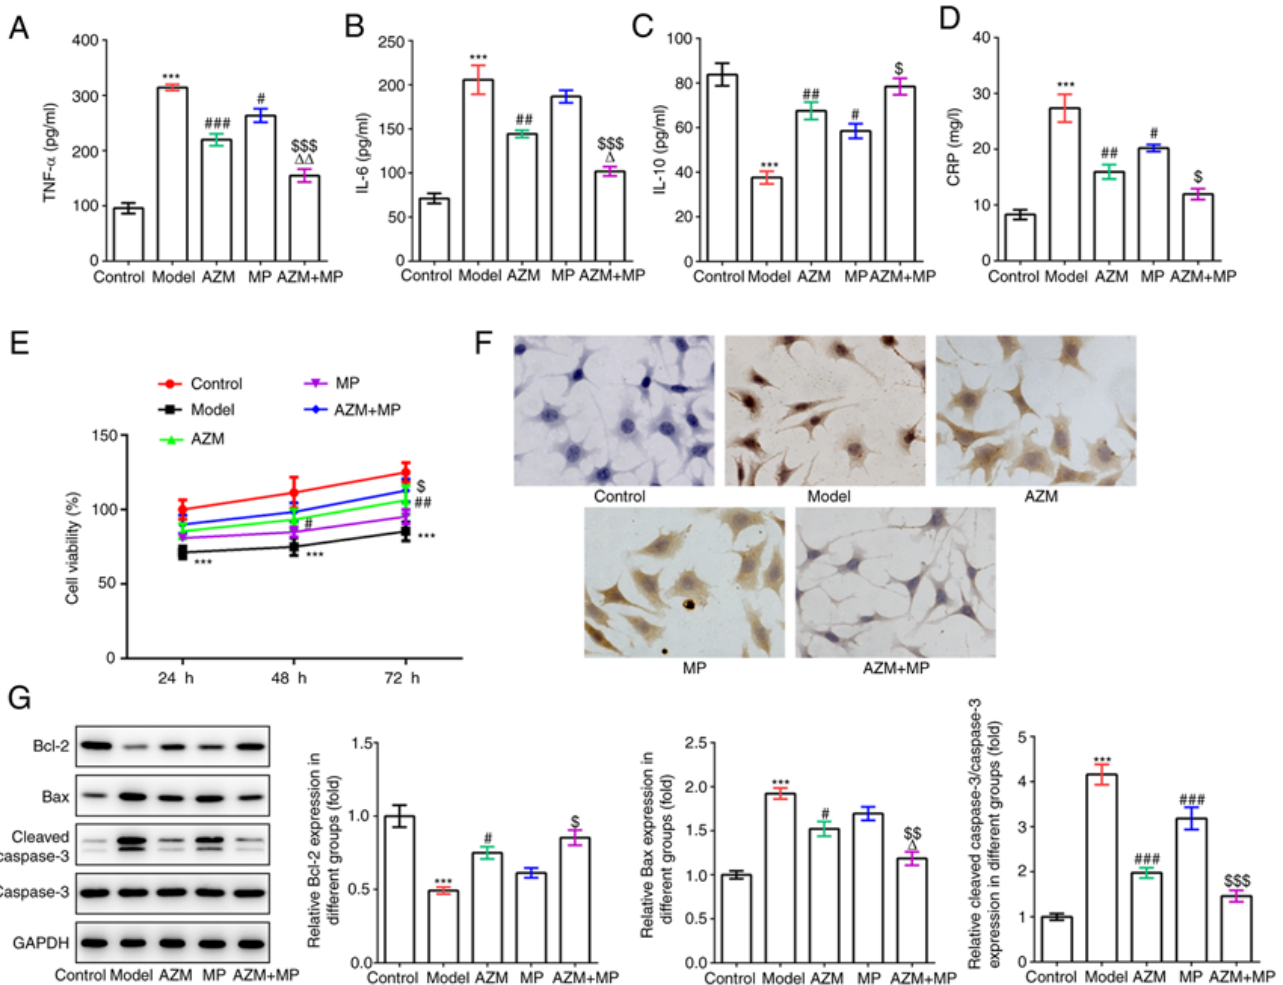 A
TNF-α (pg/ml)
400
300
200
100
0
***
###
#
$$$
ΔΔ
Control Model AZM MP AZM+MP
B
IL-6 (pg/ml)
250
200
150
100
50
0
***
##
$$$
Δ
Control Model AZM MP AZM+MP
C
IL-10 (pg/ml)
100
80
60
40
20
0
***
##
#
$
Control Model AZM MP AZM+MP
D
CRP (mg/l)
40
30
20
10
0
***
##
#
$
Control Model AZM MP AZM+MP
E
Control
Model
AZM
MP
AZM+MP
Cell viability (%)
150
100
50
0
***
#
***
$
##
***
24 h 48 h 72 h
F
Control
Model
AZM
MP
AZM+MP
G
Bcl-2
Bax
Cleaved
caspase-3
Caspase-3
GAPDH
Control Model AZM MP AZM+MP
Relative Bcl-2 expression in
different groups (fold)
1.5
1.0
0.5
0.0
***
#
$
Control Model AZM MP AZM+MP
Relative Bax expression in
different groups (fold)
2.5
2.0
1.5
1.0
0.5
0.0
***
#
$$
Δ
Control Model AZM MP AZM+MP
Relative cleaved caspase-3/caspase-3
expression in different groups (fold)
5
4
3
2
1
0
***
###
###
$$$
Control Model AZM MP AZM+MP